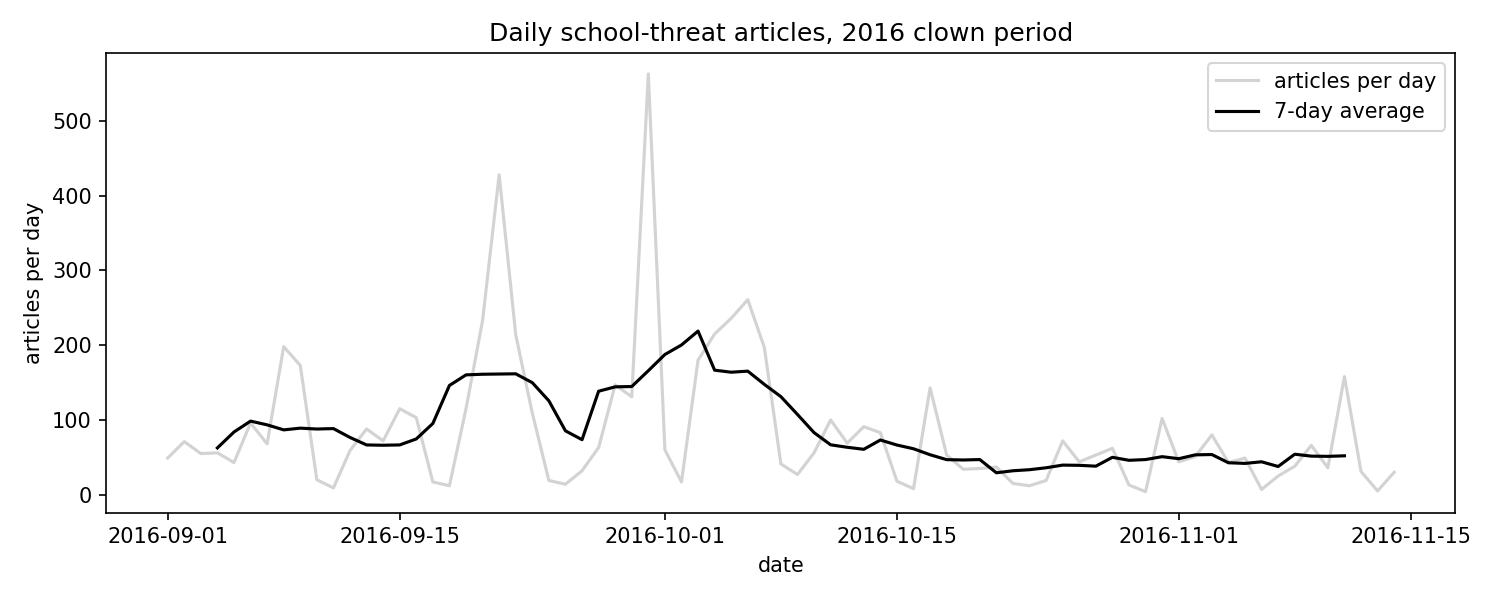 Daily school-threat articles, 2016 clown period
articles per day
7-day average
500
400
300
200
100
0
articles per day
2016-09-01
2016-09-15
2016-10-01
2016-10-15
2016-11-01
2016-11-15
date